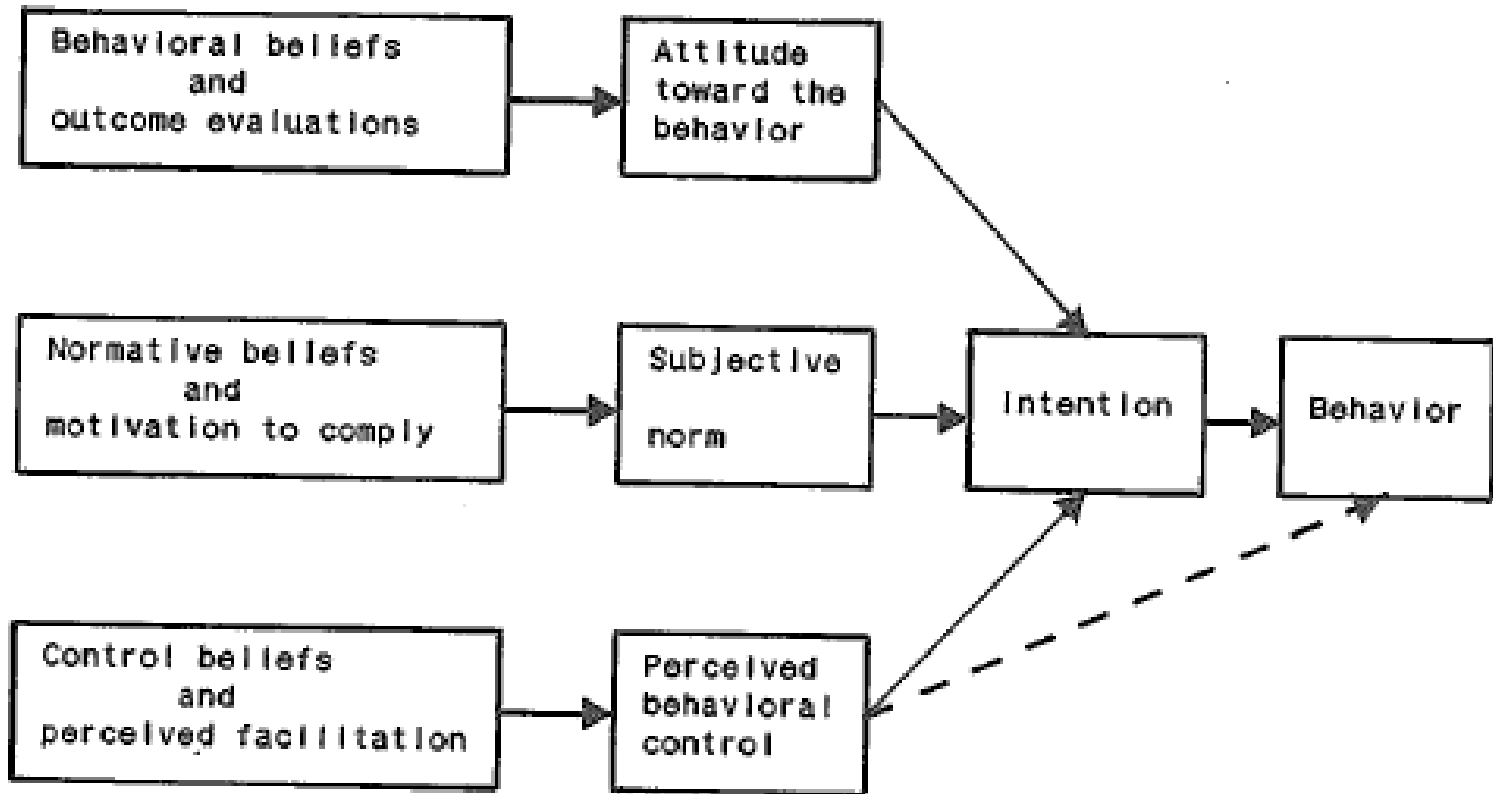 Behavioral beliefs
and
outcome evaluations
Attitude
toward the
behavior
Normative beliefs
and
motivation to comply
Subjective
norm
Intention
Behavior
Control beliefs
and
perceived facilitation
Perceived
behavioral
control